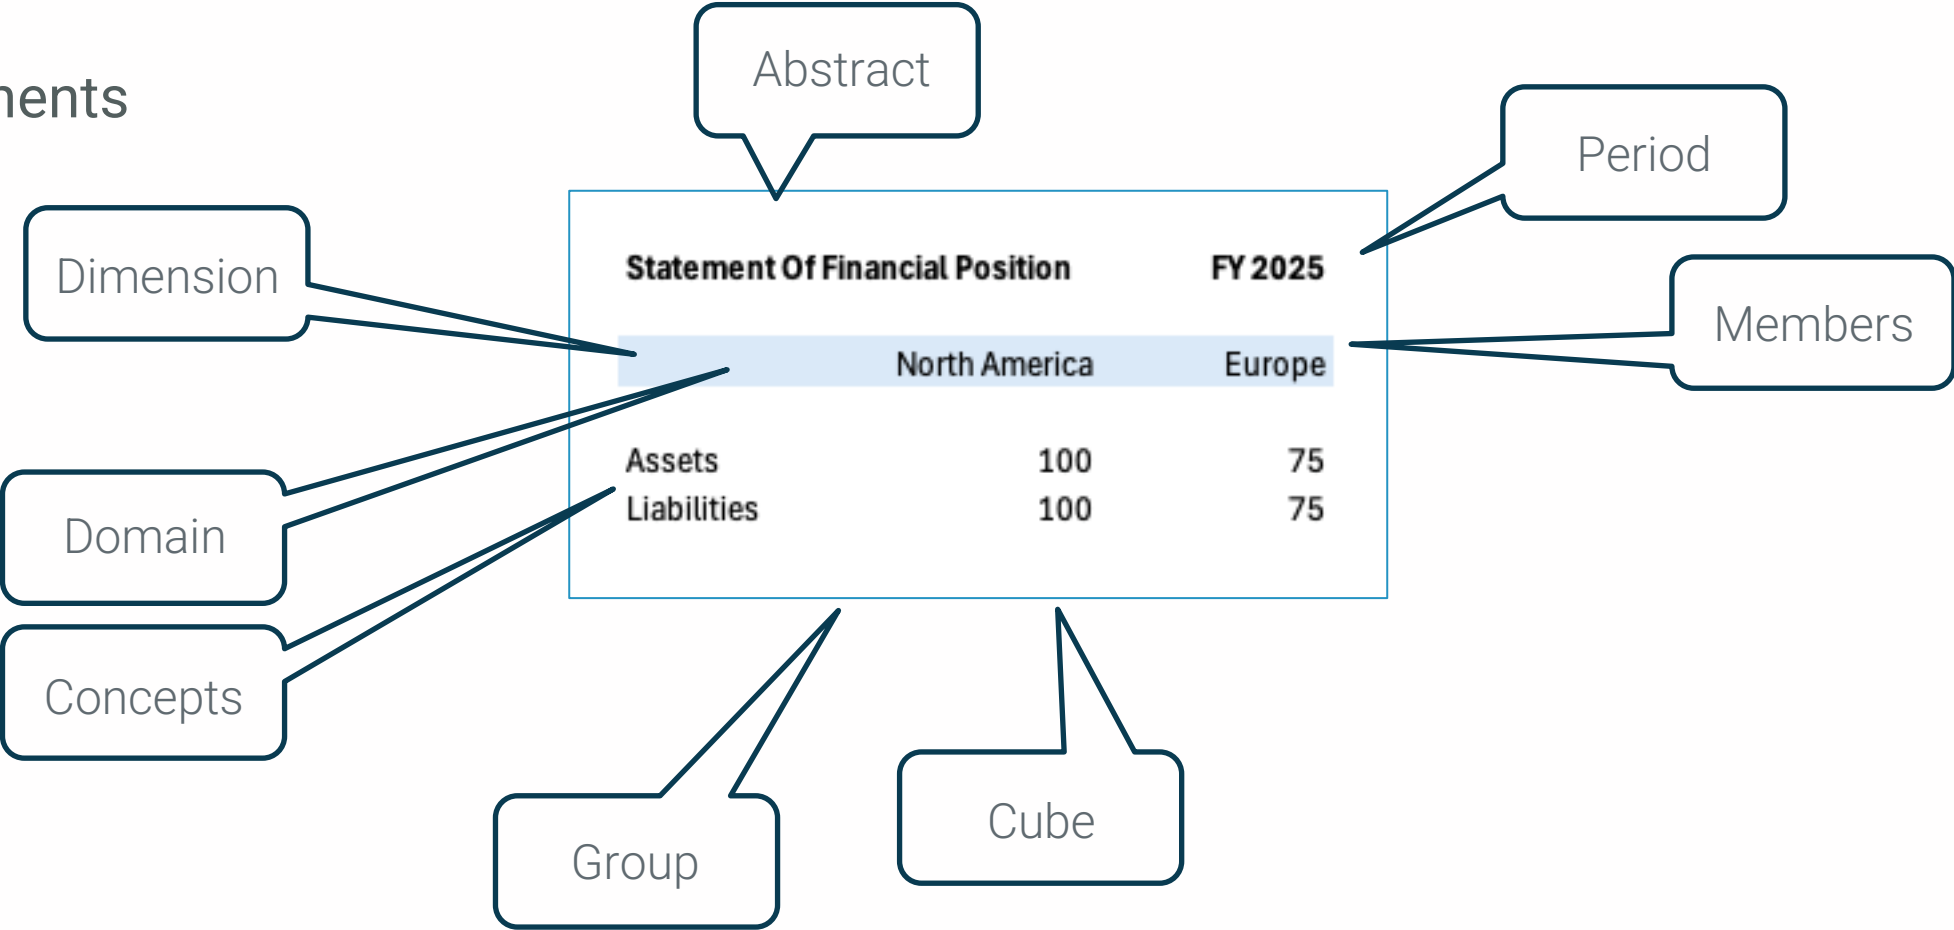 Abstract
Period
Dimension
Statement Of Financial Position FY 2025
Members
North America Europe
Domain
Assets 100 75
Liabilities 100 75
Concepts
Group
Cube